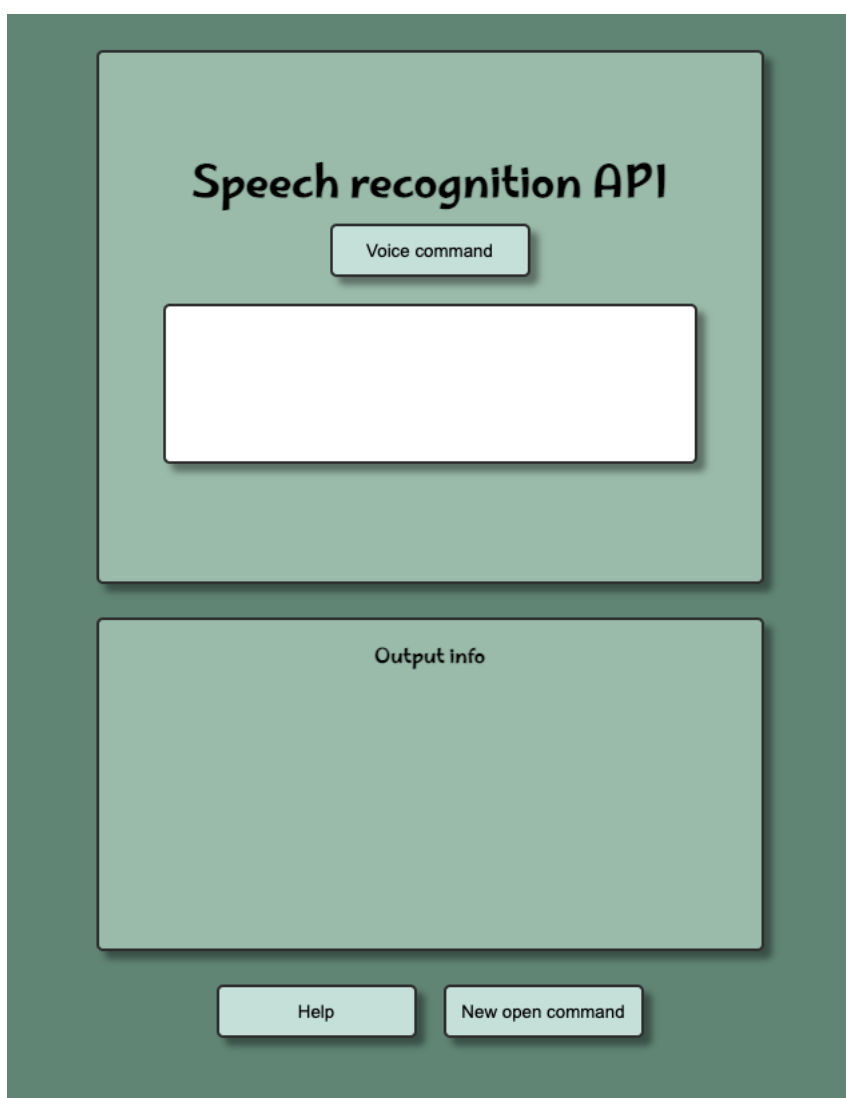 Speech recognition API
Voice command
Output info
Help
New open command